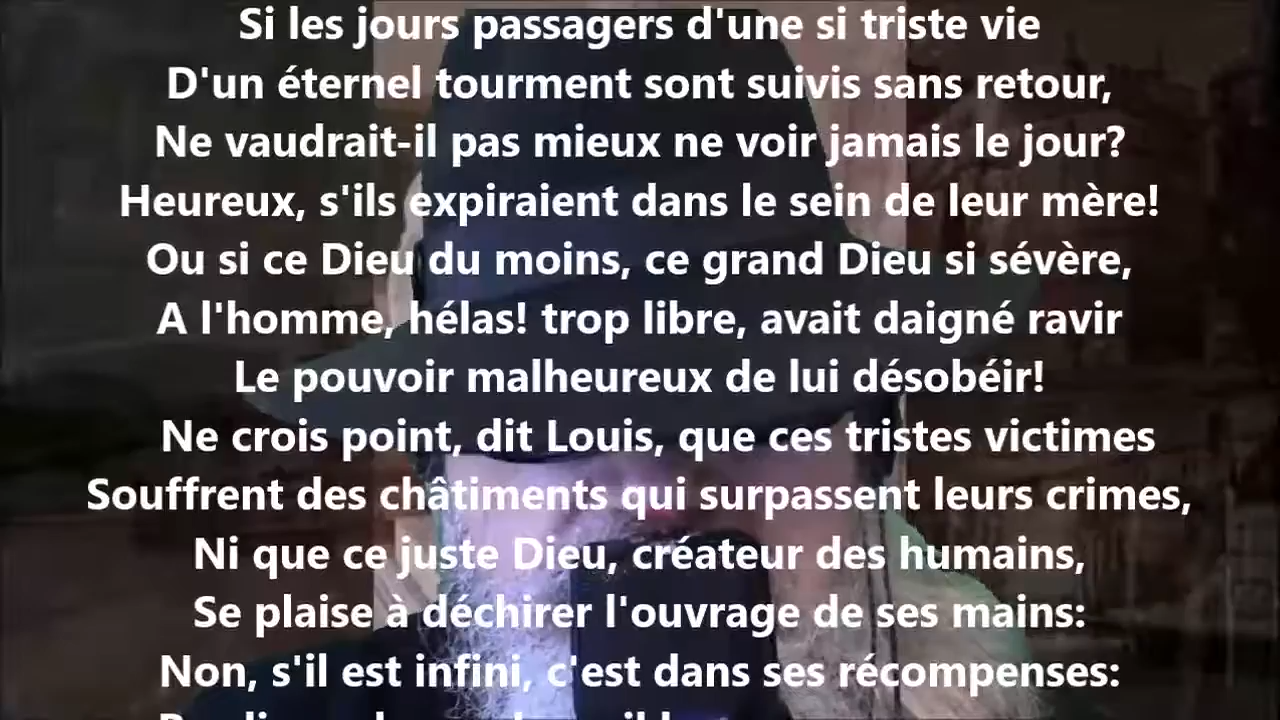 Si les jours passagers d'une si triste vie
D'un éternel tourment sont suivis sans retour,
Ne vaudrait-il pas mieux ne voir jamais le jour?
Heureux, s'ils expiraient dans le sein de leur mère!
Ou si ce Dieu du moins, ce grand Dieu si sévère,
A l'homme, hélas! trop libre, avait daigné ravir
Le pouvoir malheureux de lui désobéir!
Ne crois point, dit Louis, que ces tristes victimes
Souffrent des châtiments qui surpassent leurs crimes,
Ni que ce juste Dieu, créateur des humains,
Se plaise à déchirer l'ouvrage de ses mains:
Non, s'il est infini, c'est dans ses récompenses: